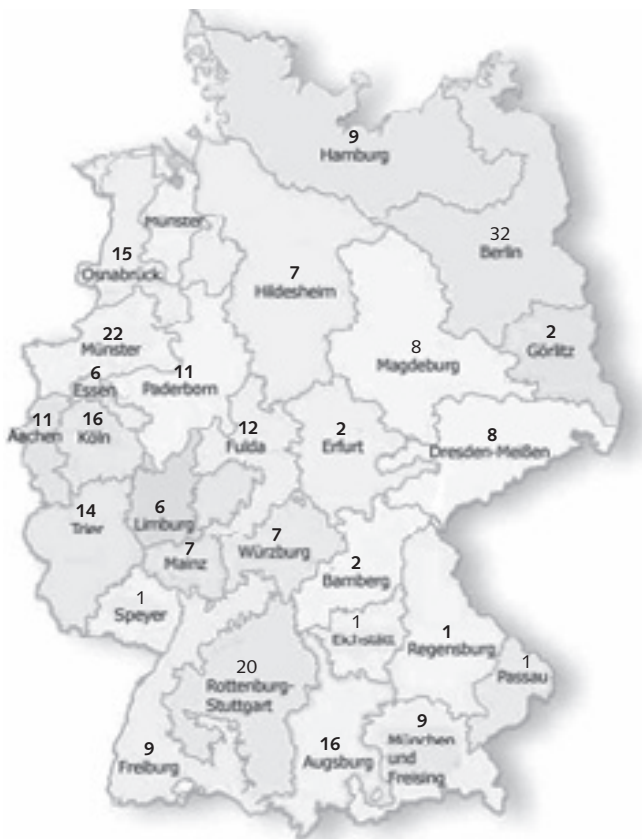 9
Hamburg
Münster
32
Berlin
15
Osnabrück
7
Hildesheim
2
Görlitz
22
Münster
8
Magdeburg
6
Essen
11
Paderborn
11
Aachen
16
Köln
12
Fulda
2
Erfurt
8
Dresden-Meißen
14
Trier
6
Limburg
7
Mainz
7
Würzburg
2
Bamberg
1
Speyer
1
Eichstätt
1
Regensburg
1
Passau
20
Rottenburg-
Stuttgart
9
Freiburg
16
Augsburg
9
München
und
Freising